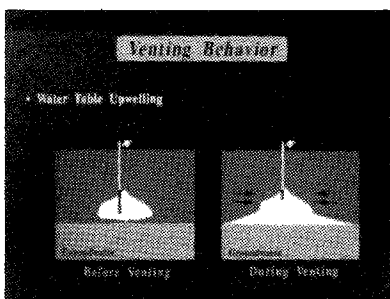 Venting Behavior
• Water Table Upwelling
Before Venting
During Venting